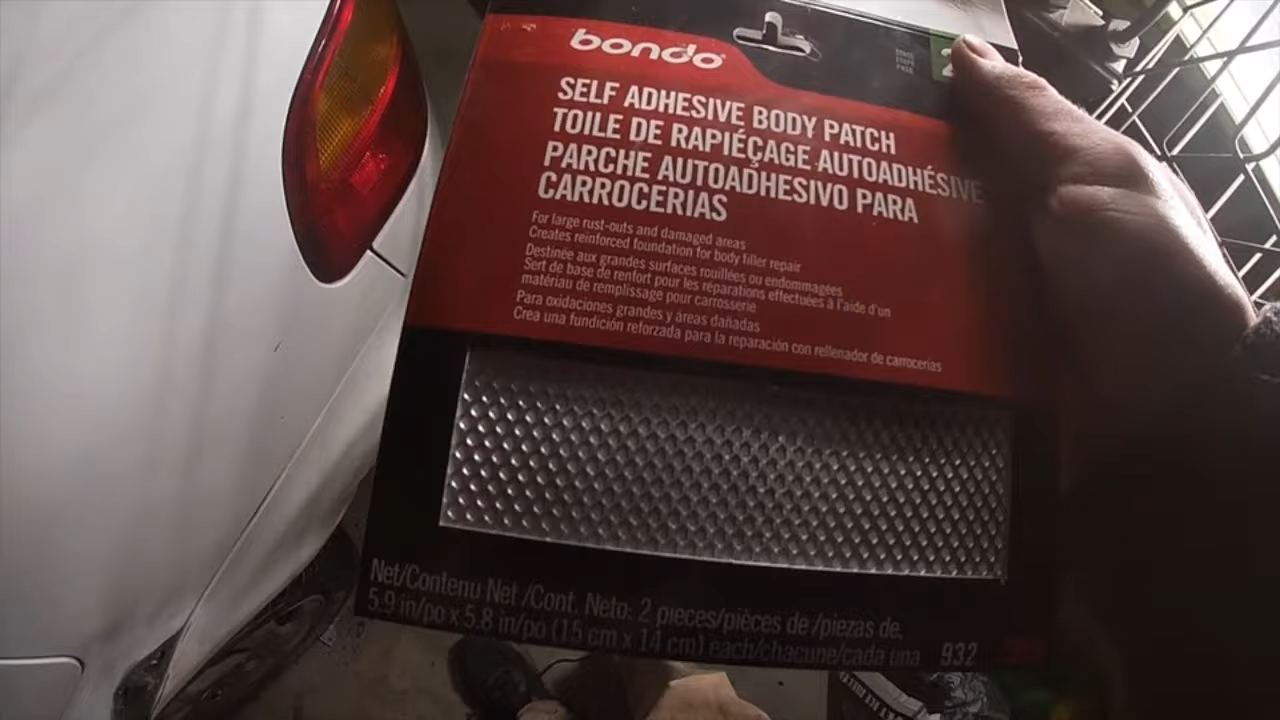 bondo
2
SELF ADHESIVE BODY PATCH
TOILE DE RAPIÉÇAGE AUTOADHÉSIVE
PARCHE AUTOADHESIVO PARA
CARROCERIAS
For large rust-outs and damaged areas
Creates reinforced foundation for body filler repair
Destinée aux grandes surfaces rouillées ou endommagées
Sert de base de renfort pour les réparations effectuées à l'aide d'un
matériau de remplissage pour carrosserie
Para oxidaciones grandes y áreas dañadas
Crea una fundición reforzada para la reparación con rellenador de carrocerias
Net/Contenu Net /Cont. Neto: 2 pieces/pièces de /piezas de,
5.9 in/po x 5.8 in/po (15 cm x 14 cm) each/chacune/cada una 932